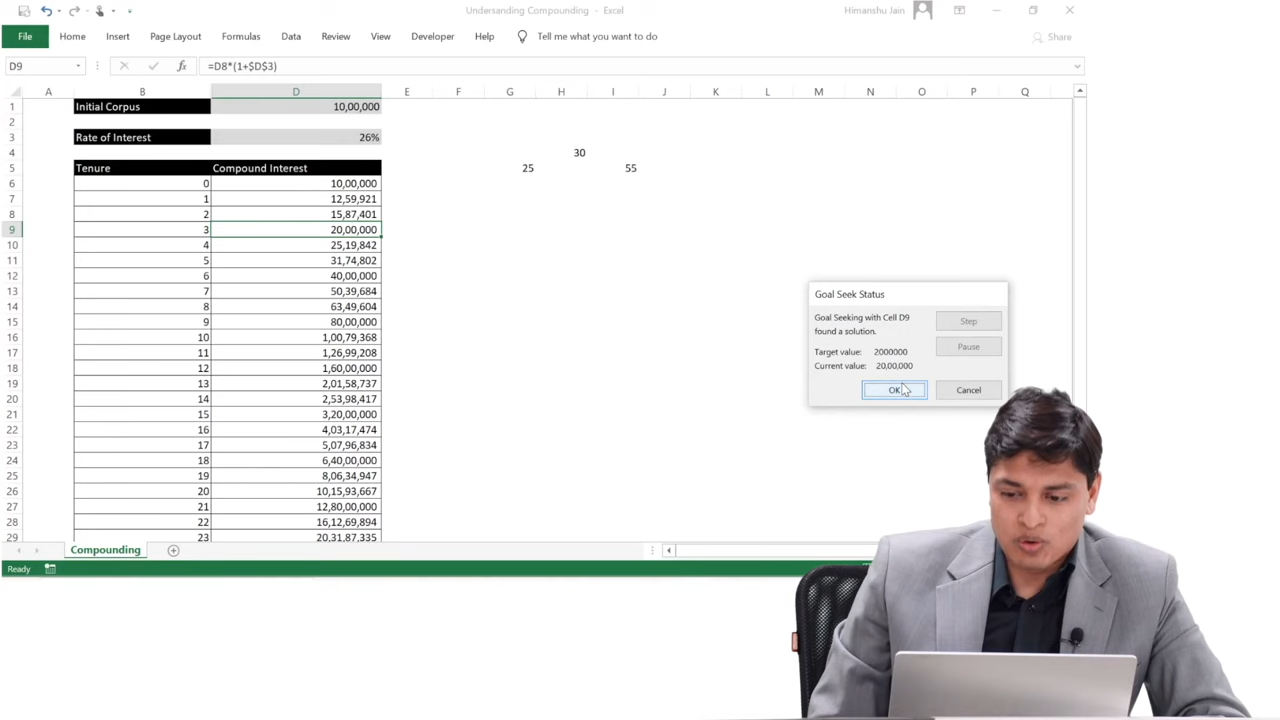 Undersanding Compounding - Excel
Himanshu Jain
File Home Insert Page Layout Formulas Data Review View Developer Help Tell me what you want to do Share
D9 fx =D8*(1+$D$3)
A B D E F G H I J K L M N O P Q
1 Initial Corpus 10,00,000
2
3 Rate of Interest 26%
4 30
5 Tenure Compound Interest 25 55
6 0 10,00,000
7 1 12,59,921
8 2 15,87,401
9 3 20,00,000
10 4 25,19,842
11 5 31,74,802
12 6 40,00,000
13 7 50,39,684
14 8 63,49,604
15 9 80,00,000
16 10 1,00,79,368
17 11 1,26,99,208
18 12 1,60,00,000
19 13 2,01,58,737
20 14 2,53,98,417
21 15 3,20,00,000
22 16 4,03,17,474
23 17 5,07,96,834
24 18 6,40,00,000
25 19 8,06,34,947
26 20 10,15,93,667
27 21 12,80,00,000
28 22 16,12,69,894
29 23 20,31,87,335
Goal Seek Status
Goal Seeking with Cell D9
found a solution.
Step
Target value: 2000000
Pause
Current value: 20,00,000
OK Cancel
Compounding
Ready